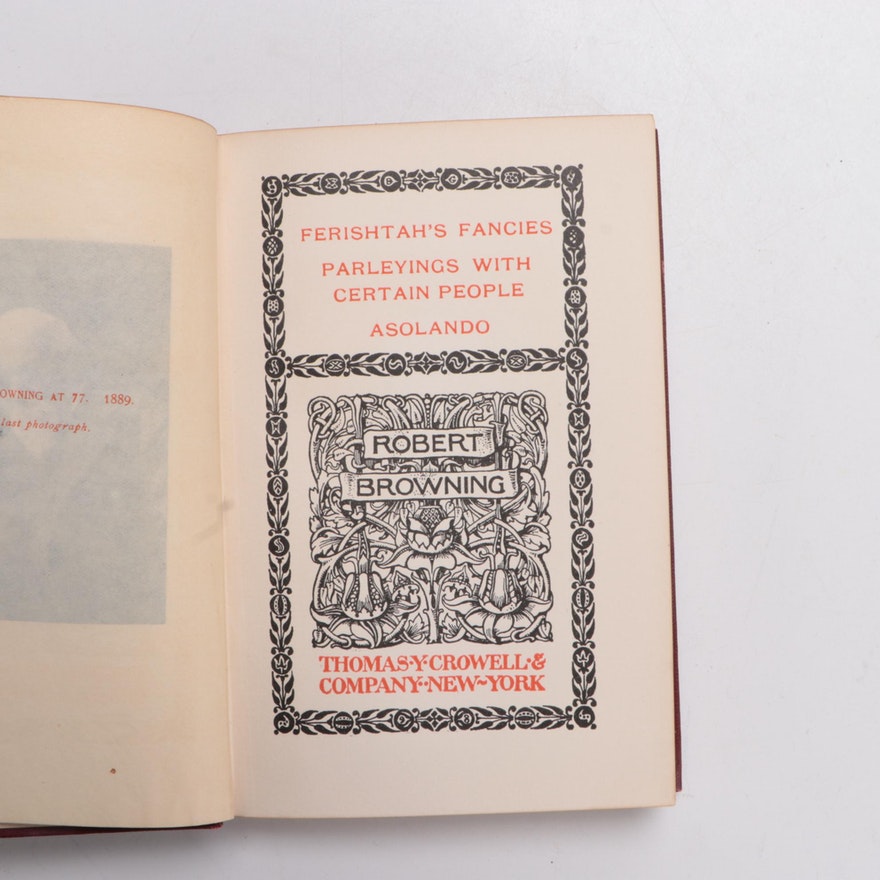 OWNING AT 77. 1889.
last photograph.
FERISHTAH'S FANCIES
PARLEYINGS WITH
CERTAIN PEOPLE
ASOLANDO
ROBERT
BROWNING
THOMAS·Y·CROWELL·&
COMPANY··NEW~YORK